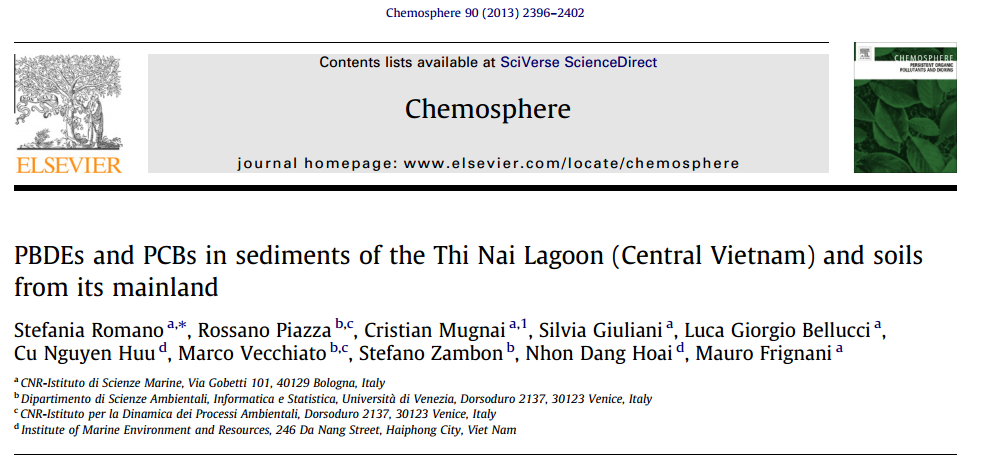 Chemosphere 90 (2013) 2396–2402
Contents lists available at SciVerse ScienceDirect
Chemosphere
journal homepage: www.elsevier.com/locate/chemosphere
ELSEVIER
CHEMOSPHERE
PERSISTENT ORGANIC
POLLUTANTS AND DIOXINS
PBDEs and PCBs in sediments of the Thi Nai Lagoon (Central Vietnam) and soils
from its mainland
Stefania Romano a,*, Rossano Piazza b,c, Cristian Mugnai a,1, Silvia Giuliani a, Luca Giorgio Bellucci a,
Cu Nguyen Huu d, Marco Vecchiato b,c, Stefano Zambon b, Nhon Dang Hoai d, Mauro Frignani a
a CNR-Istituto di Scienze Marine, Via Gobetti 101, 40129 Bologna, Italy
b Dipartimento di Scienze Ambientali, Informatica e Statistica, Università di Venezia, Dorsoduro 2137, 30123 Venice, Italy
c CNR-Istituto per la Dinamica dei Processi Ambientali, Dorsoduro 2137, 30123 Venice, Italy
d Institute of Marine Environment and Resources, 246 Da Nang Street, Haiphong City, Viet Nam